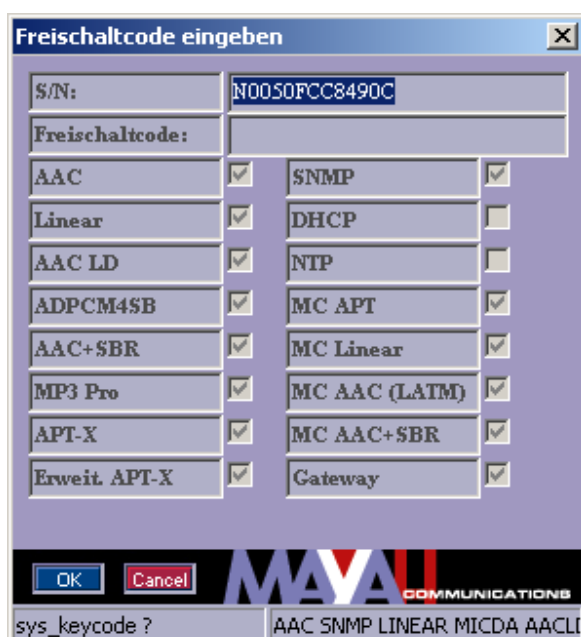 Freischaltcode eingeben
S/N: N0050FCC8490C
Freischaltcode:
AAC SNMP
Linear DHCP
AAC LD NTP
ADPCM4SB MC APT
AAC+SBR MC Linear
MP3 Pro MC AAC (LATM)
APT-X MC AAC+SBR
Erweit. APT-X Gateway
OK Cancel MAYAH
COMMUNICATIONS
sys_keycode ? AAC SNMP LINEAR MICDA